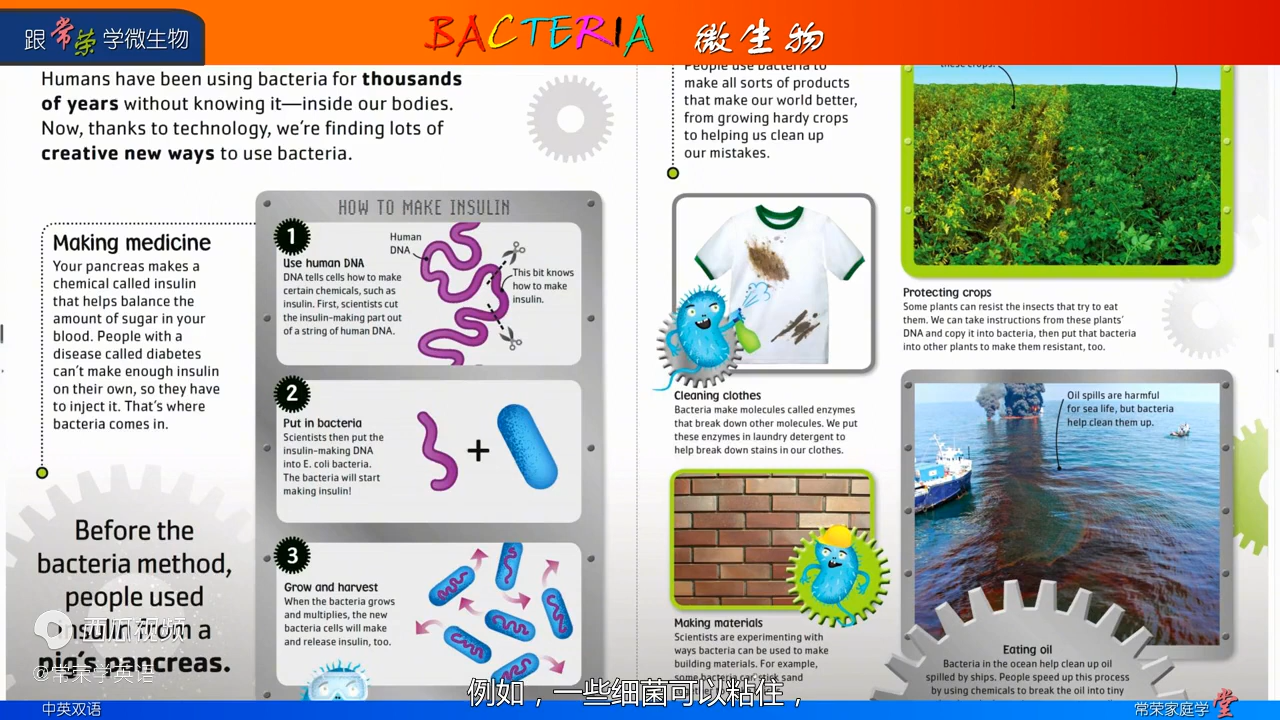 跟常荣学微生物
BACTERIA 微生物
Humans have been using bacteria for thousands
of years without knowing it—inside our bodies.
Now, thanks to technology, we're finding lots of
creative new ways to use bacteria.
Making medicine
Your pancreas makes a
chemical called insulin
that helps balance the
amount of sugar in your
blood. People with a
disease called diabetes
can't make enough insulin
on their own, so they have
to inject it. That's where
bacteria comes in.
Before the
bacteria method,
people used
insulin from a
pig's pancreas.
HOW TO MAKE INSULIN
1
Use human DNA
DNA tells cells how to make
certain chemicals, such as
insulin. First, scientists cut
the insulin-making part out
of a string of human DNA.
Human
DNA
This bit knows
how to make
insulin.
2
Put in bacteria
Scientists then put the
insulin-making DNA
into E. coli bacteria.
The bacteria will start
making insulin!
+
3
Grow and harvest
When the bacteria grows
and multiplies, the new
bacteria cells will make
and release insulin, too.
People use bacteria to
make all sorts of products
that make our world better,
from growing hardy crops
to helping us clean up
our mistakes.
Cleaning clothes
Bacteria make molecules called enzymes
that break down other molecules. We put
these enzymes in laundry detergent to
help break down stains in our clothes.
Making materials
Scientists are experimenting with
ways bacteria can be used to make
building materials. For example,
some bacteria can stick sand
these crops.
Protecting crops
Some plants can resist the insects that try to eat
them. We can take instructions from these plants'
DNA and copy it into bacteria, then put that bacteria
into other plants to make them resistant, too.
Oil spills are harmful
for sea life, but bacteria
help clean them up.
Eating oil
Bacteria in the ocean help clean up oil
spilled by ships. People speed up this process
by using chemicals to break the oil into tiny
西瓜视频
@常荣学英语
例如，一些细菌可以粘住，
中英双语
常荣家庭学堂